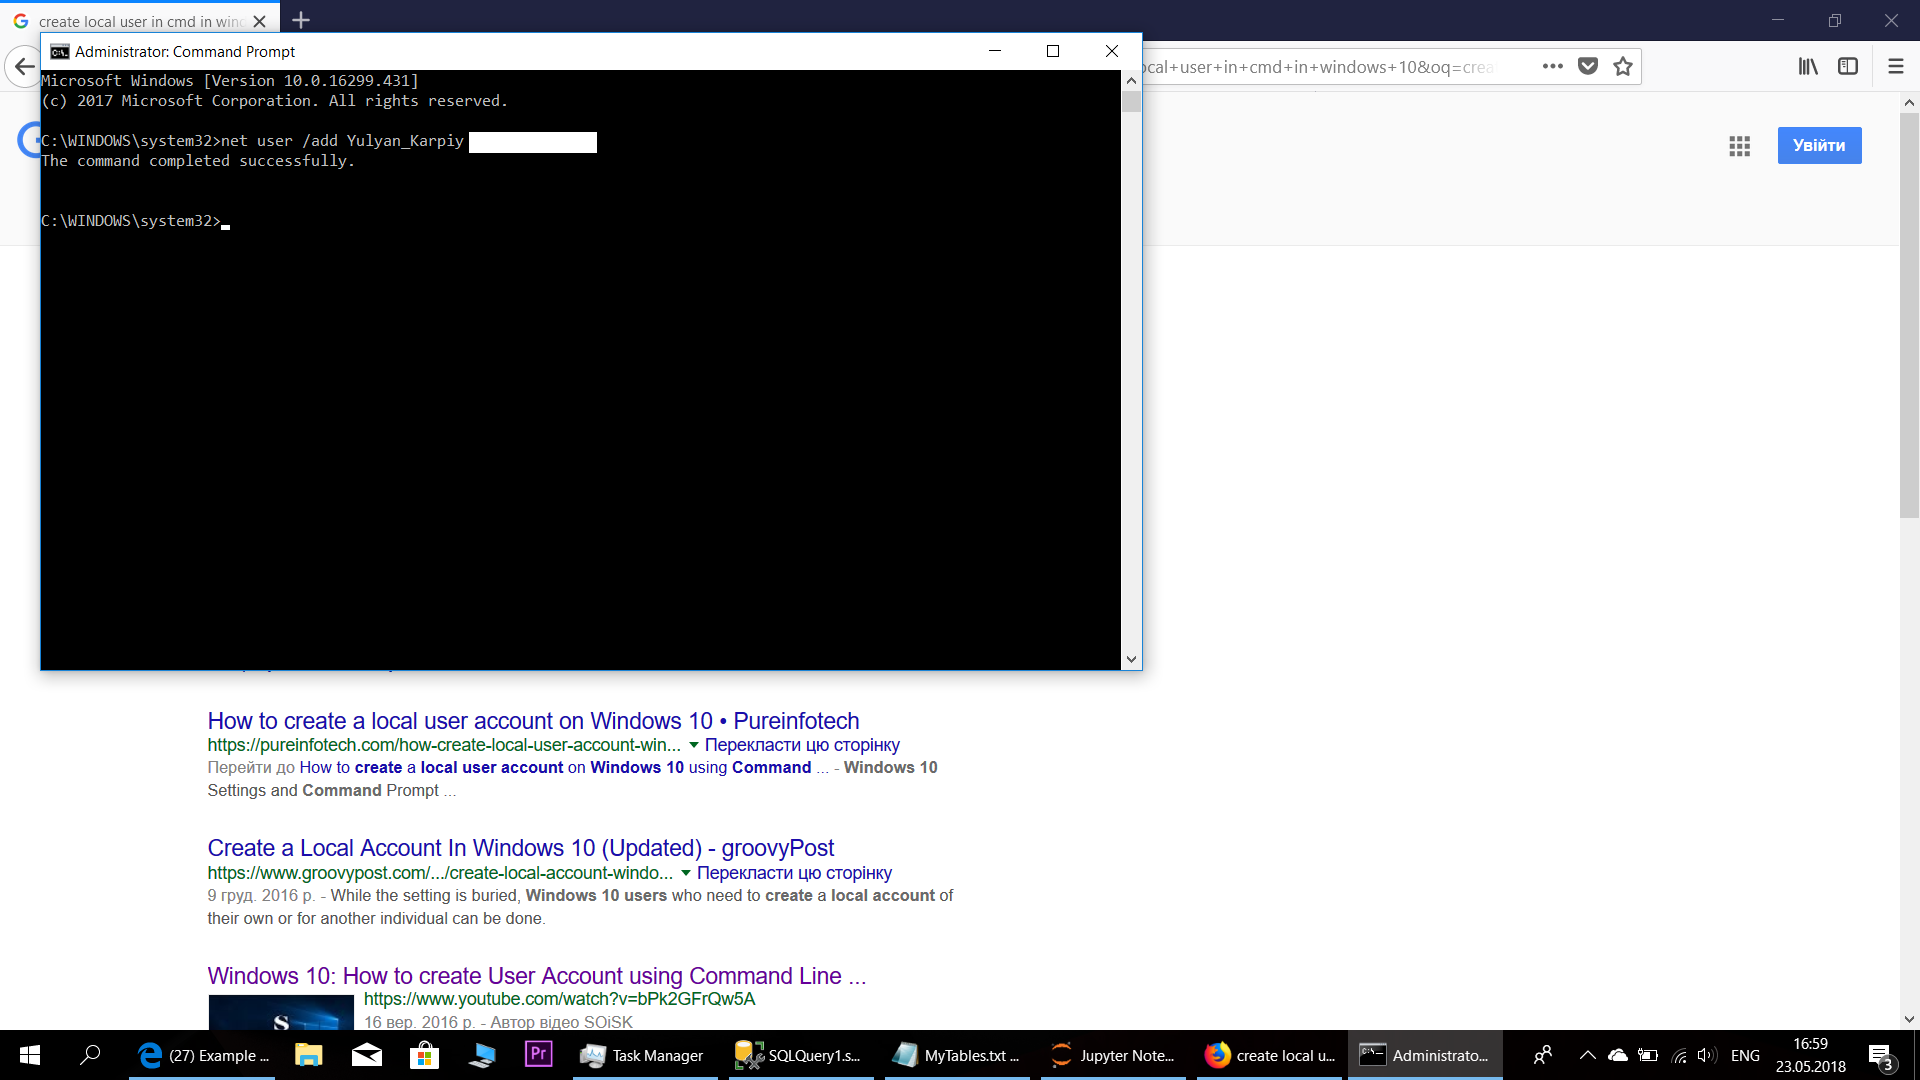 create local user in cmd in wind
Administrator: Command Prompt
ocal+user+in+cmd+in+windows+10&oq=crea
Microsoft Windows [Version 10.0.16299.431]
(c) 2017 Microsoft Corporation. All rights reserved.
C:\WINDOWS\system32>net user /add Yulyan_Karpiy
The command completed successfully.
C:\WINDOWS\system32>
Увійти
How to create a local user account on Windows 10 • Pureinfotech
https://pureinfotech.com/how-create-local-user-account-win... Перекласти цю сторінку
Перейти до How to create a local user account on Windows 10 using Command ... - Windows 10
Settings and Command Prompt ...
Create a Local Account In Windows 10 (Updated) - groovyPost
https://www.groovypost.com/.../create-local-account-windo... Перекласти цю сторінку
9 груд. 2016 р. - While the setting is buried, Windows 10 users who need to create a local account of
their own or for another individual can be done.
Windows 10: How to create User Account using Command Line ...
https://www.youtube.com/watch?v=bPk2GFrQw5A
16 вер. 2016 р. - Автор відео SOiSK
S
(27) Example ...
Pr
Task Manager
SQLQuery1.s...
MyTables.txt ...
Jupyter Note...
create local u...
Administrato...
ENG
16:59
23.05.2018
3